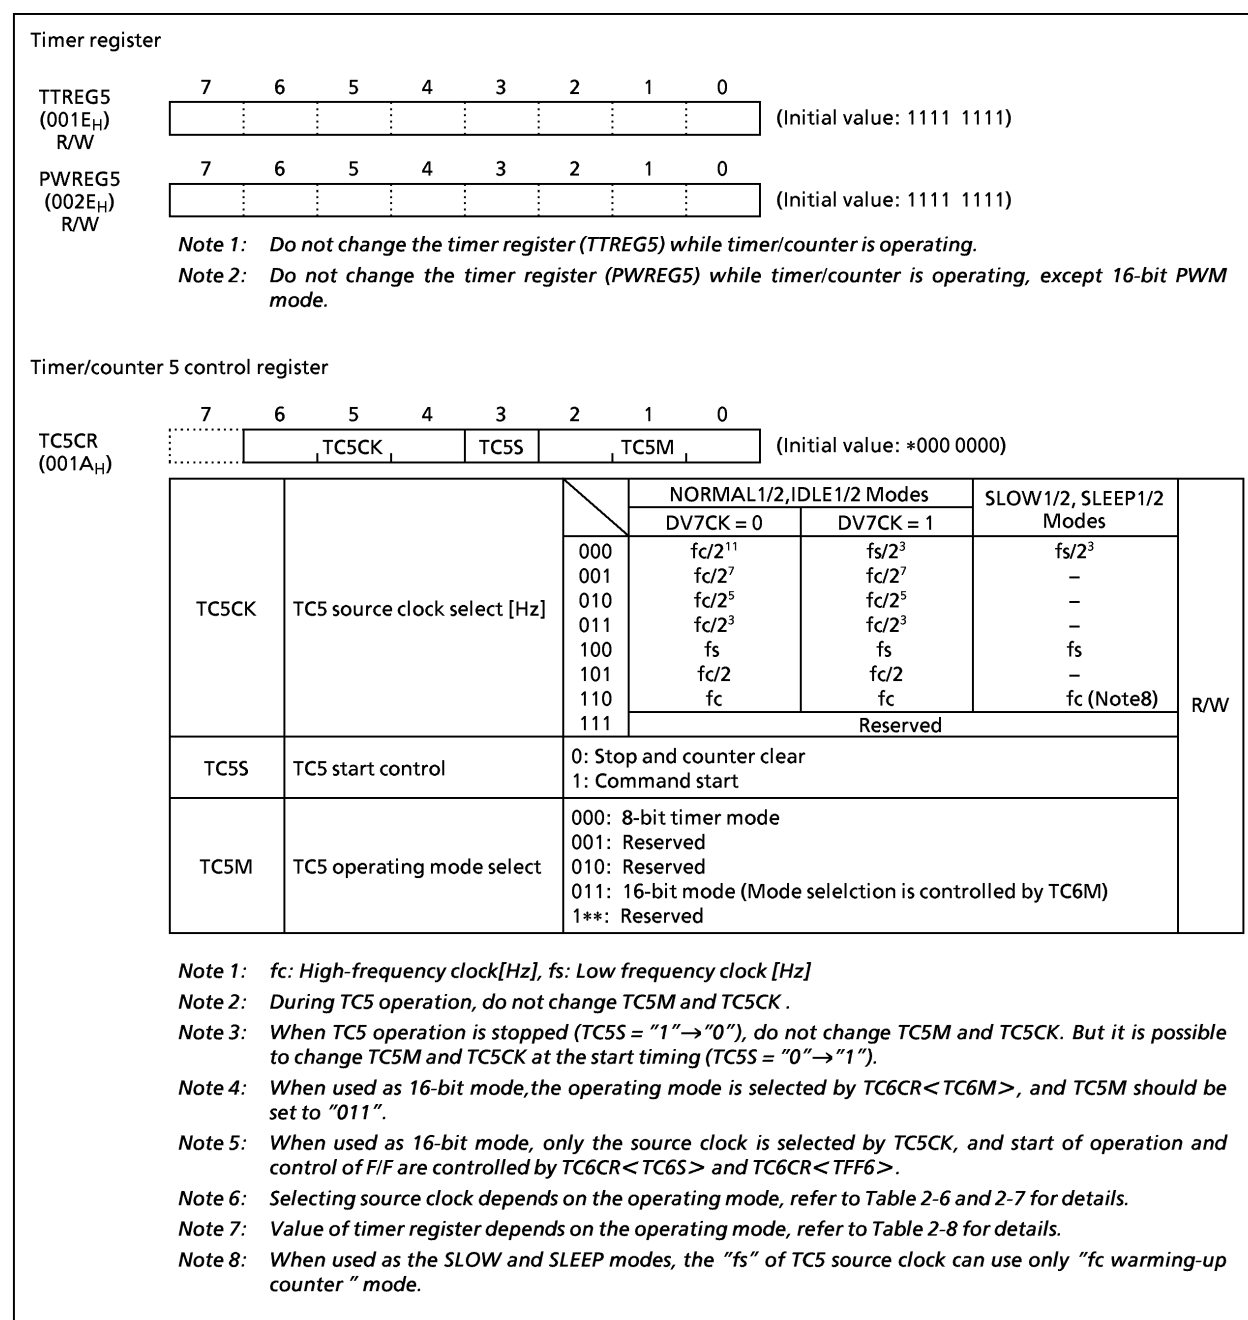 Timer register
7 6 5 4 3 2 1 0
TTREG5
(001EH)
R/W
(Initial value: 1111 1111)
7 6 5 4 3 2 1 0
PWREG5
(002EH)
R/W
(Initial value: 1111 1111)
Note 1: Do not change the timer register (TTREG5) while timer/counter is operating.
Note 2: Do not change the timer register (PWREG5) while timer/counter is operating, except 16-bit PWM
mode.
Timer/counter 5 control register
7 6 5 4 3 2 1 0
TC5CR
(001AH)
TC5CK TC5S TC5M (Initial value: *000 0000)
NORMAL1/2,IDLE1/2 Modes SLOW1/2, SLEEP1/2
Modes
DV7CK = 0 DV7CK = 1
TC5CK TC5 source clock select [Hz]
000 fc/2¹¹ fs/2³ fs/2³
001 fc/2⁷ fc/2⁷ –
010 fc/2⁵ fc/2⁵ –
011 fc/2³ fc/2³ –
100 fs fs fs
101 fc/2 fc/2 –
110 fc fc fc (Note8)
111 Reserved
R/W
TC5S TC5 start control
0: Stop and counter clear
1: Command start
TC5M TC5 operating mode select
000: 8-bit timer mode
001: Reserved
010: Reserved
011: 16-bit mode (Mode selelction is controlled by TC6M)
1**: Reserved
Note 1: fc: High-frequency clock[Hz], fs: Low frequency clock [Hz]
Note 2: During TC5 operation, do not change TC5M and TC5CK .
Note 3: When TC5 operation is stopped (TC5S = "1"→"0"), do not change TC5M and TC5CK. But it is possible
to change TC5M and TC5CK at the start timing (TC5S = "0"→"1").
Note 4: When used as 16-bit mode,the operating mode is selected by TC6CR<TC6M>, and TC5M should be
set to "011".
Note 5: When used as 16-bit mode, only the source clock is selected by TC5CK, and start of operation and
control of F/F are controlled by TC6CR<TC6S> and TC6CR<TFF6>.
Note 6: Selecting source clock depends on the operating mode, refer to Table 2-6 and 2-7 for details.
Note 7: Value of timer register depends on the operating mode, refer to Table 2-8 for details.
Note 8: When used as the SLOW and SLEEP modes, the "fs" of TC5 source clock can use only "fc warming-up
counter " mode.